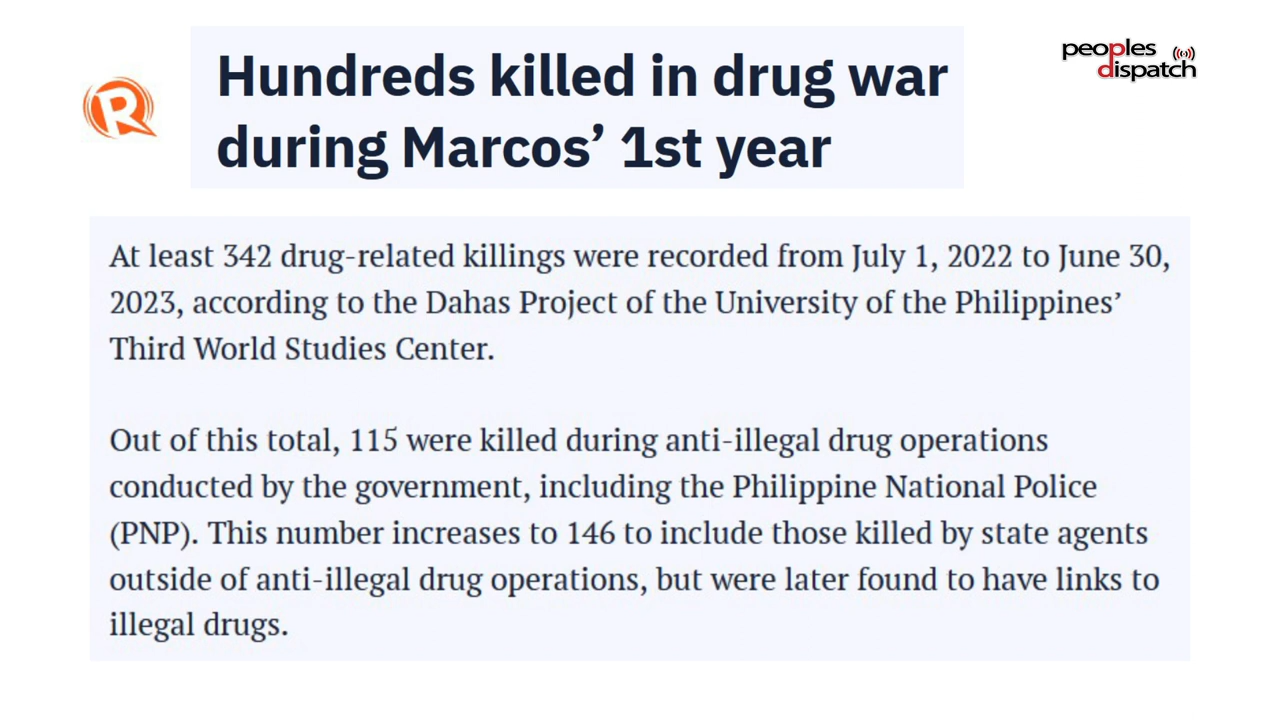 Hundreds killed in drug war
during Marcos’ 1st year
peoples
dispatch
At least 342 drug-related killings were recorded from July 1, 2022 to June 30,
2023, according to the Dahas Project of the University of the Philippines’
Third World Studies Center.
Out of this total, 115 were killed during anti-illegal drug operations
conducted by the government, including the Philippine National Police
(PNP). This number increases to 146 to include those killed by state agents
outside of anti-illegal drug operations, but were later found to have links to
illegal drugs.